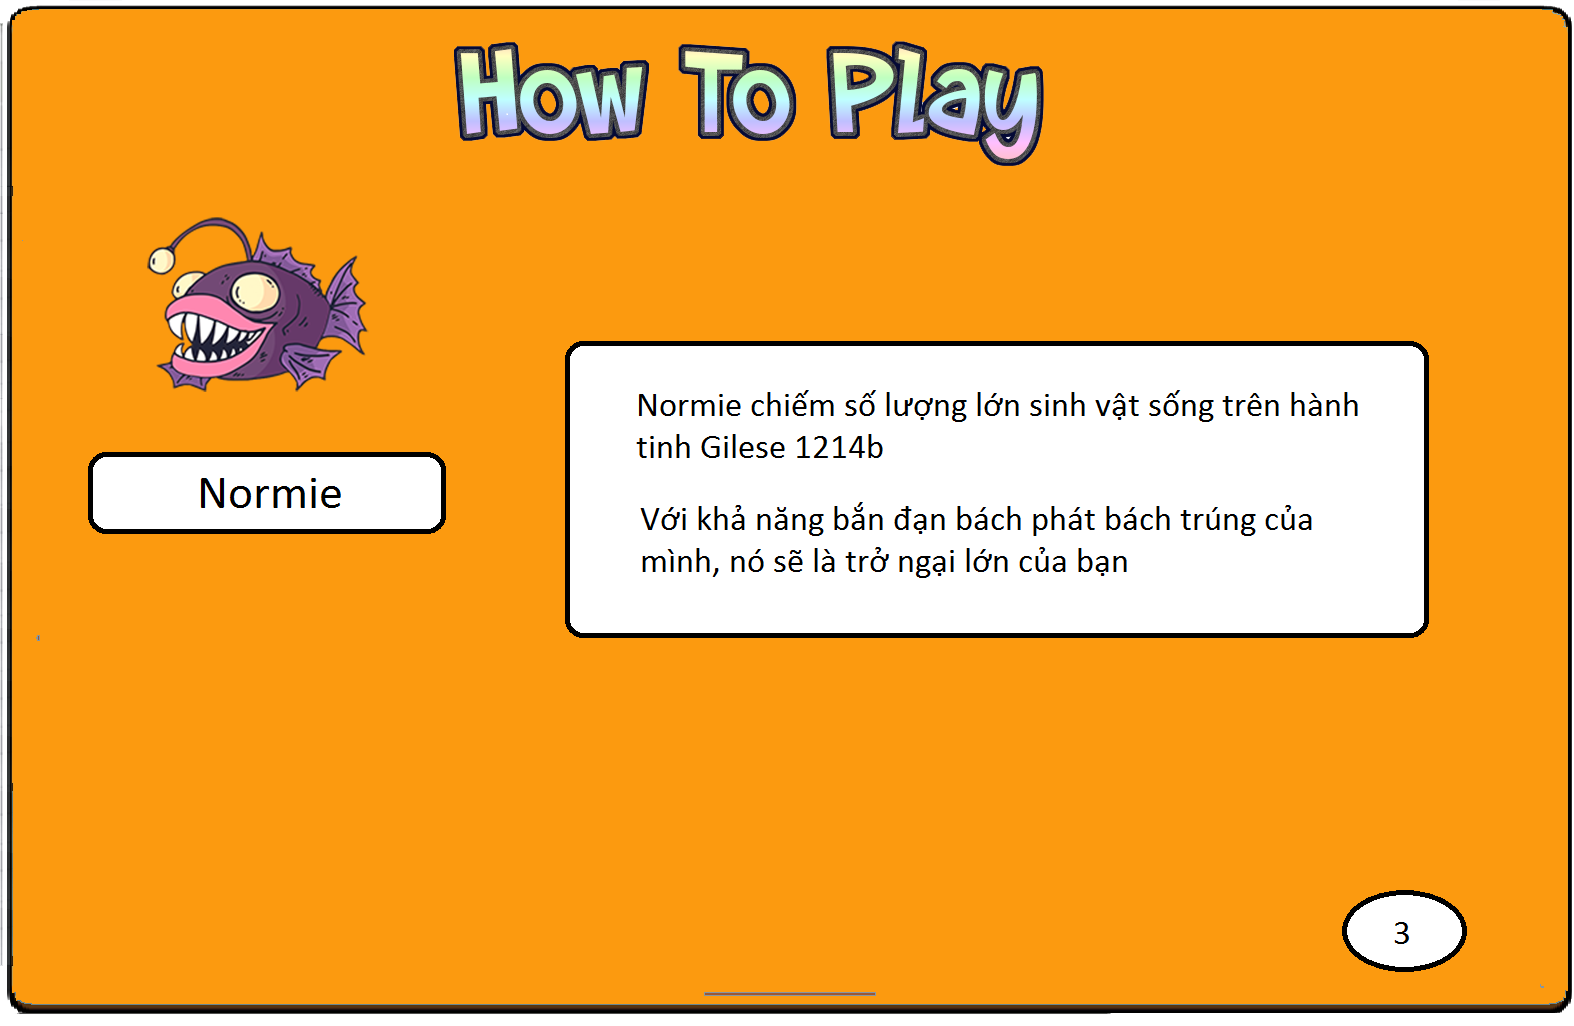 How To Play
Normie chiếm số lượng lớn sinh vật sống trên hành
tinh Gilese 1214b
Normie
Với khả năng bắn đạn bách phát bách trúng của
mình, nó sẽ là trở ngại lớn của bạn
3